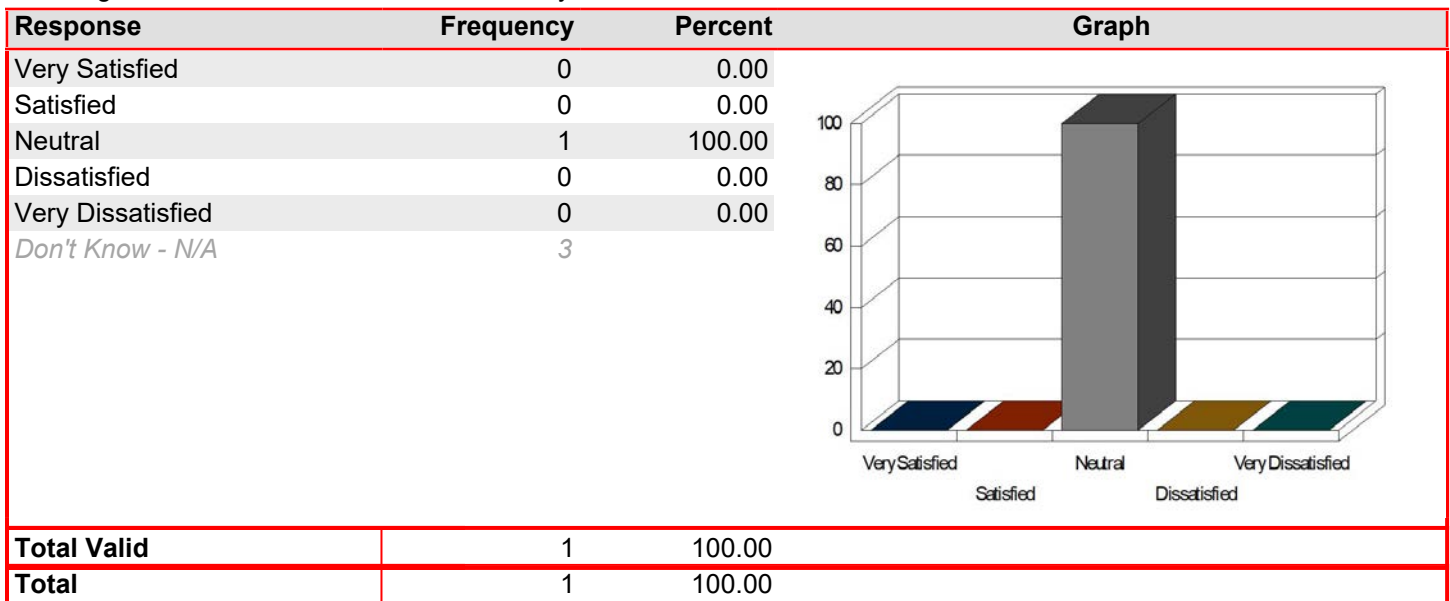 Response Frequency Percent Graph
Very Satisfied 0 0.00
Satisfied 0 0.00
Neutral 1 100.00
Dissatisfied 0 0.00
Very Dissatisfied 0 0.00
Don't Know - N/A 3
100
80
60
40
20
0
Very Satisfied Neutral Very Dissatisfied
Satisfied Dissatisfied
Total Valid 1 100.00
Total 1 100.00